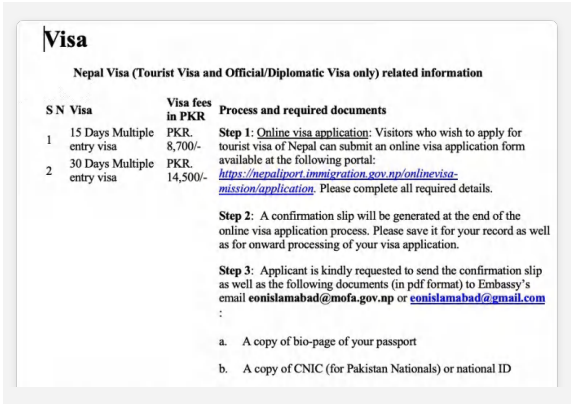 Visa
Nepal Visa (Tourist Visa and Official/Diplomatic Visa only) related information
S N Visa Visa fees in PKR Process and required documents
1 15 Days Multiple entry visa PKR. 8,700/-
2 30 Days Multiple entry visa PKR. 14,500/-
Step 1: Online visa application: Visitors who wish to apply for
tourist visa of Nepal can submit an online visa application form
available at the following portal:
https://nepaliport.immigration.gov.np/onlinevisa-
mission/application. Please complete all required details.
Step 2: A confirmation slip will be generated at the end of the
online visa application process. Please save it for your record as well
as for onward processing of your visa application.
Step 3: Applicant is kindly requested to send the confirmation slip
as well as the following documents (in pdf format) to Embassy's
email eonislamabad@mofa.gov.np or eonislamabad@gmail.com
:
a. A copy of bio-page of your passport
b. A copy of CNIC (for Pakistan Nationals) or national ID